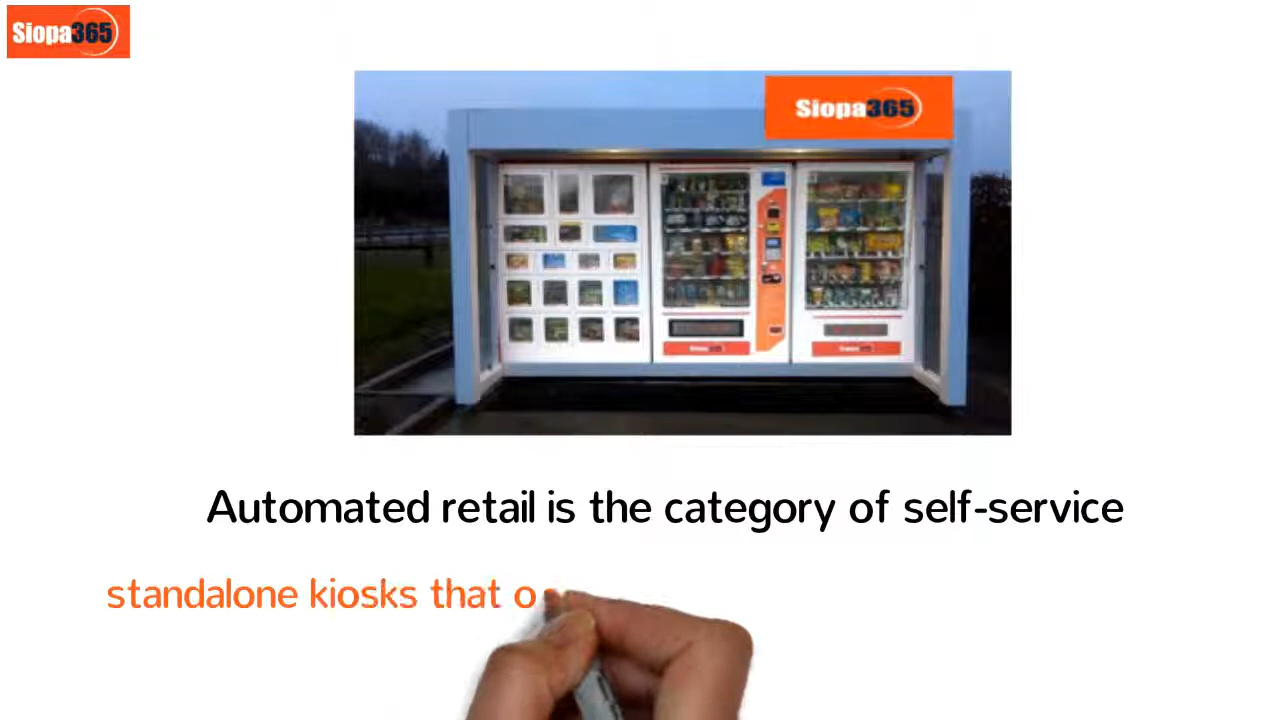 Siopa365
Siopa365
Automated retail is the category of self-service
standalone kiosks that o